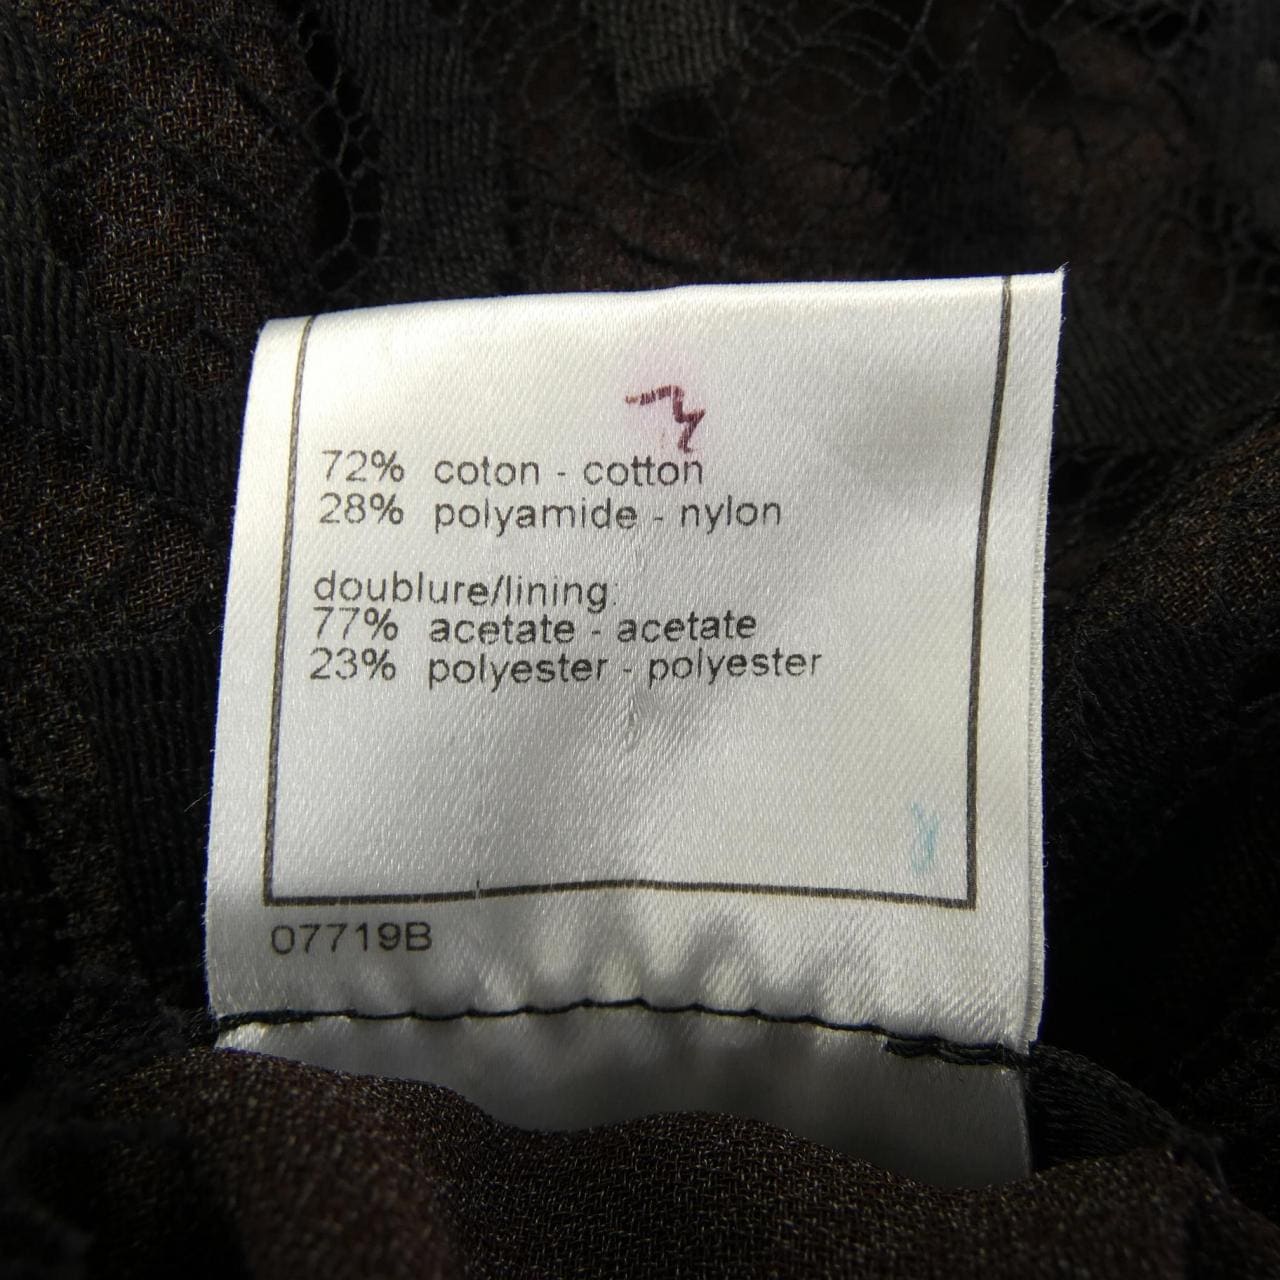 72% coton - cotton
28% polyamide - nylon
doublure/lining:
77% acetate - acetate
23% polyester - polyester
07719B